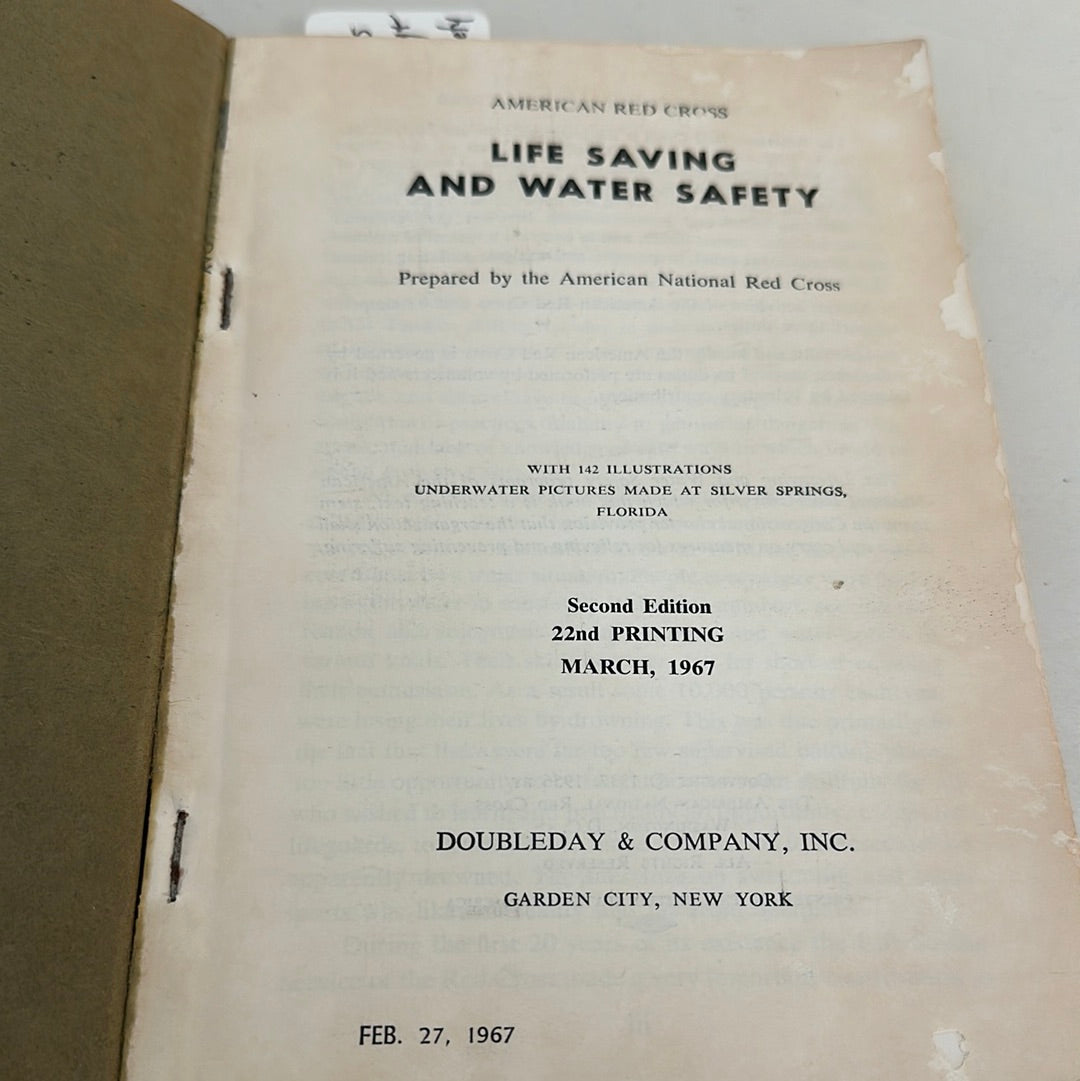 AMERICAN RED CROSS
LIFE SAVING
AND WATER SAFETY
Prepared by the American National Red Cross
WITH 142 ILLUSTRATIONS
UNDERWATER PICTURES MADE AT SILVER SPRINGS,
FLORIDA
Second Edition
22nd PRINTING
MARCH, 1967
DOUBLEDAY & COMPANY, INC.
GARDEN CITY, NEW YORK
FEB. 27, 1967